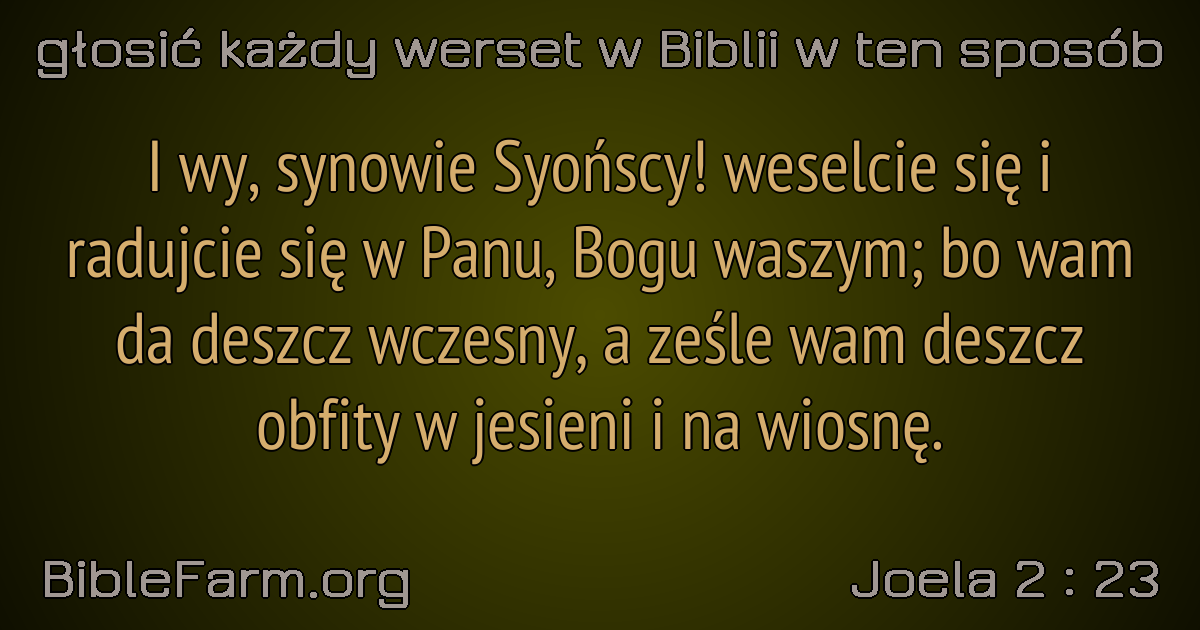 głosić każdy werset w Biblii w ten sposób
I wy, synowie Syońscy! weselcie się i
radujcie się w Panu, Bogu waszym; bo wam
da deszcz wczesny, a ześle wam deszcz
obfity w jesieni i na wiosnę.
BibleFarm.org
Joela 2 : 23